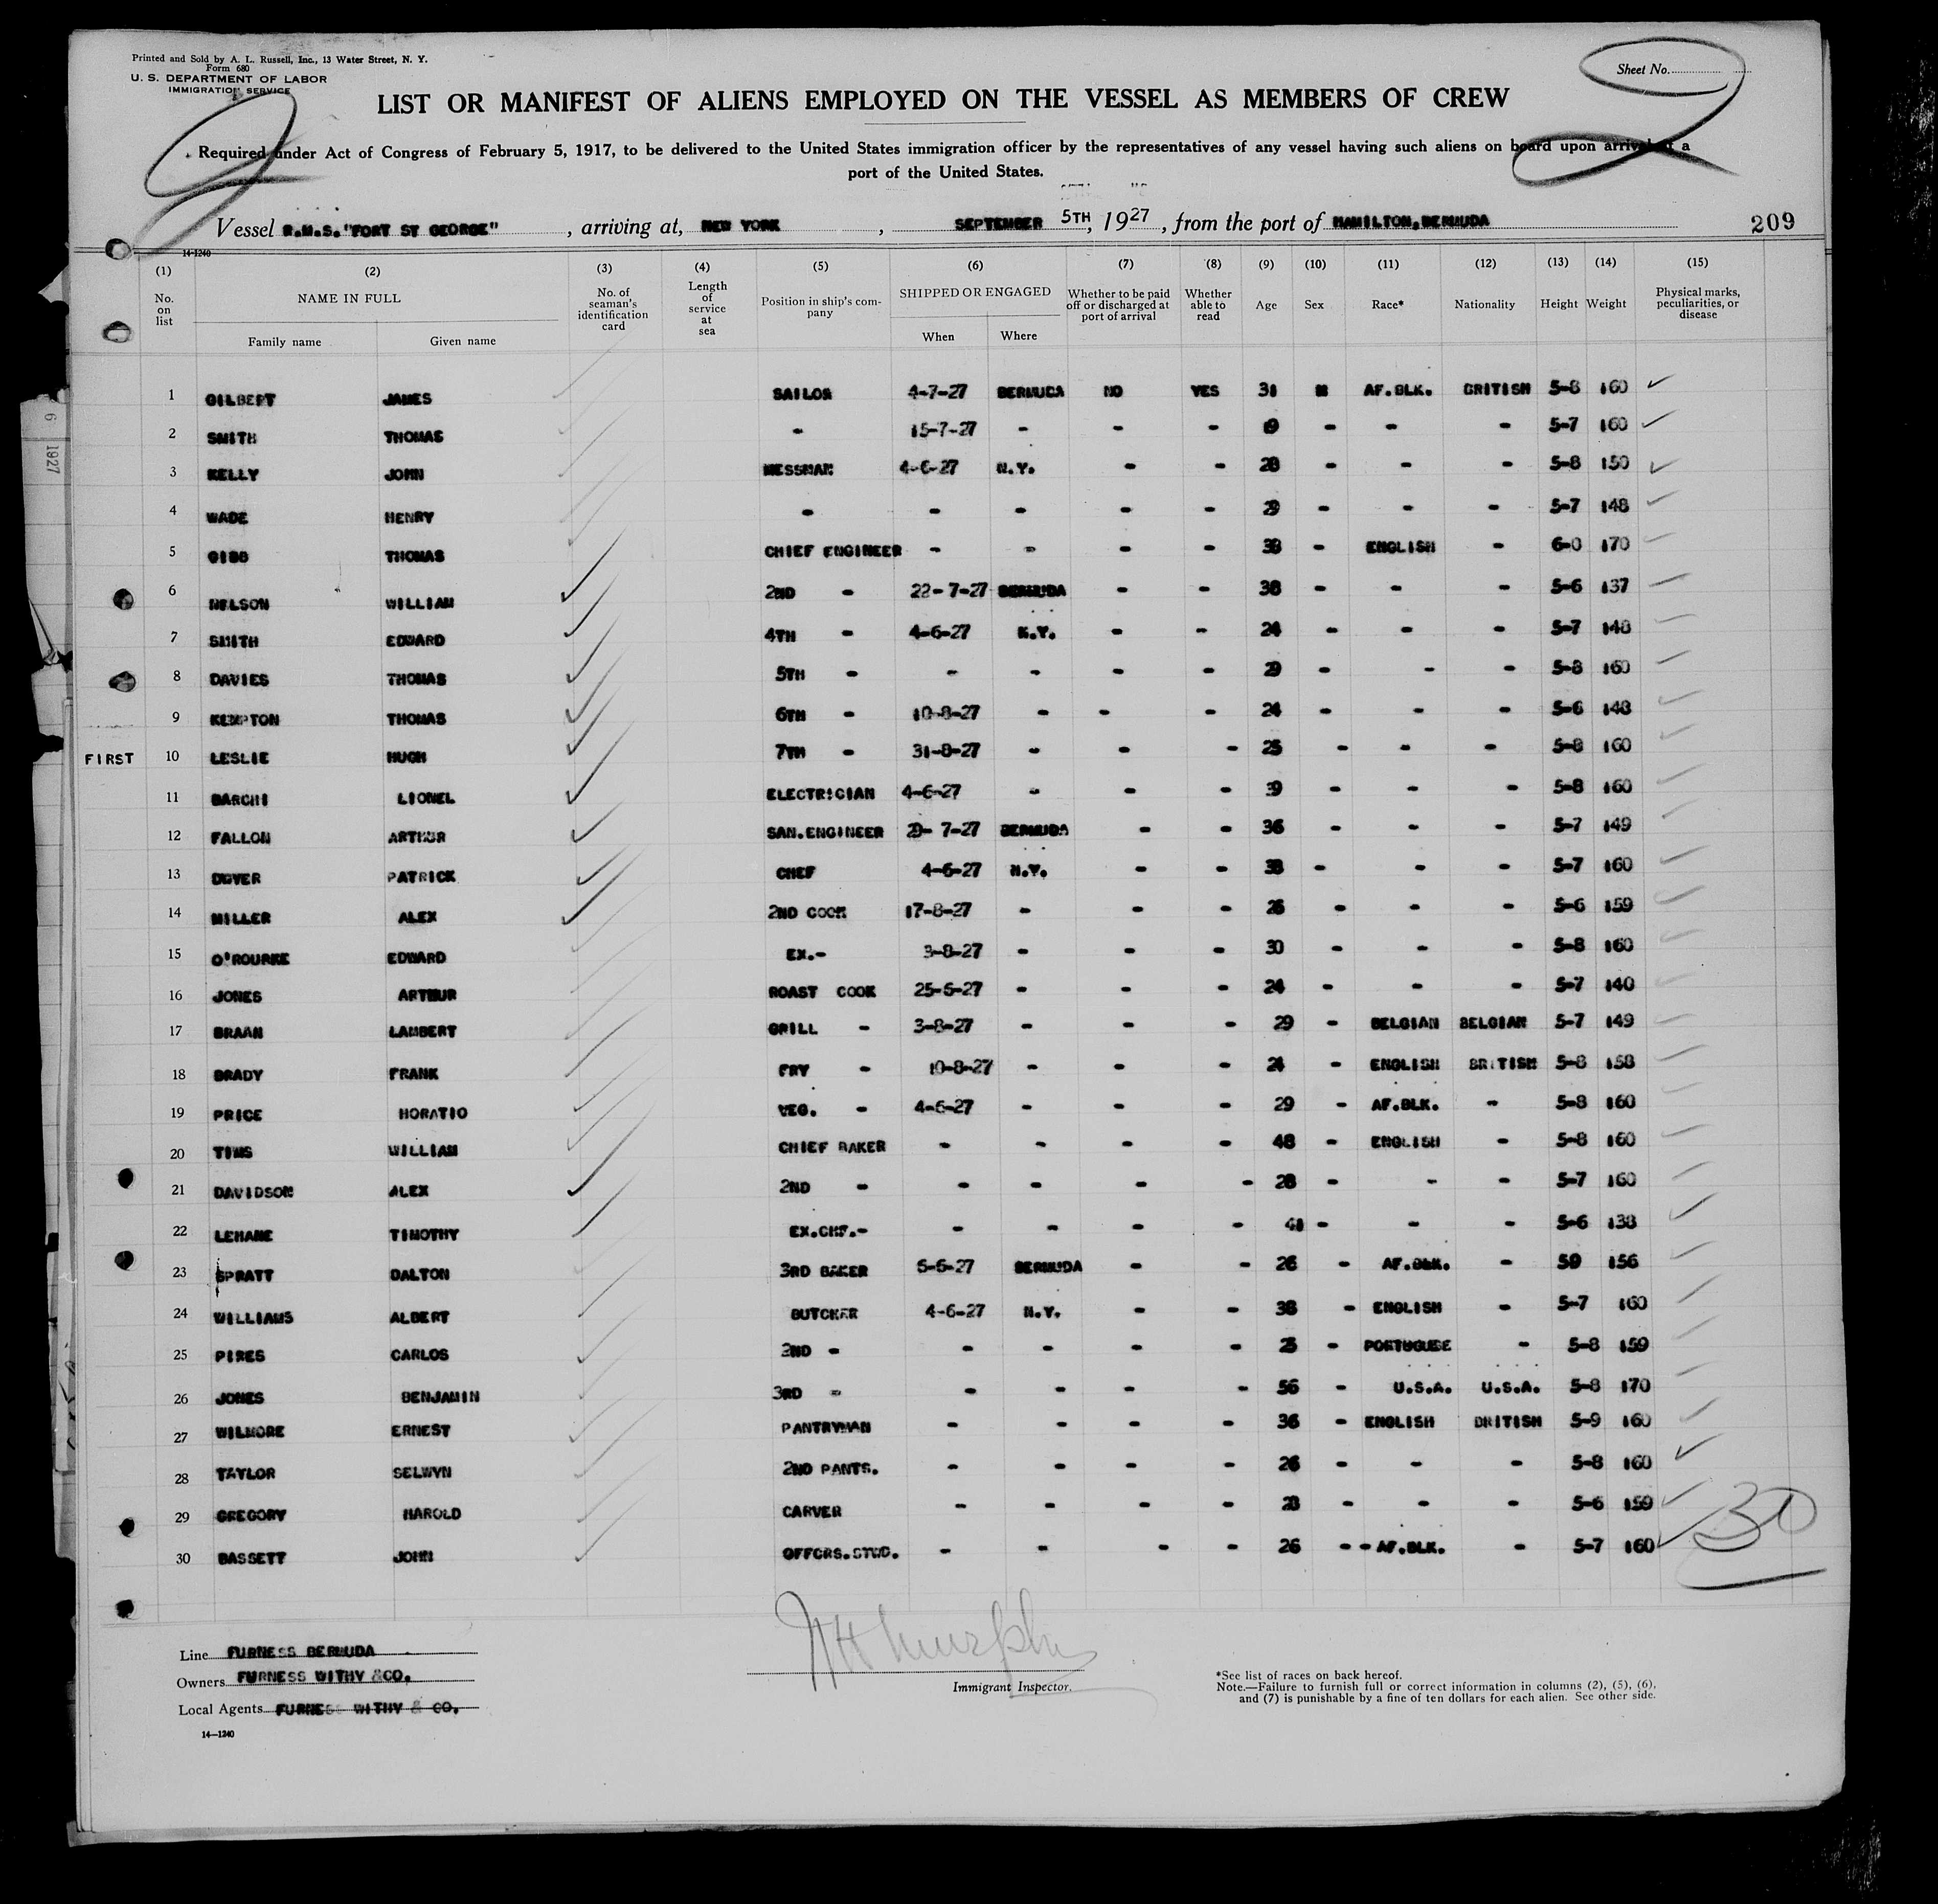 Printed and Sold by A. L. Russell, Inc., 13 Water Street, N. Y.
Form 680
U. S. DEPARTMENT OF LABOR
IMMIGRATION SERVICE
Sheet No.
LIST OR MANIFEST OF ALIENS EMPLOYED ON THE VESSEL AS MEMBERS OF CREW
Required under Act of Congress of February 5, 1917, to be delivered to the United States immigration officer by the representatives of any vessel having such aliens on board upon arrival at a
port of the United States.
Vessel R.M.S. "FORT ST GEORGE", arriving at, NEW YORK, SEPTEMBER 5TH, 1927, from the port of HAMILTON, BERMUDA 209
14-1240
(1) (2) (3) (4) (5) (6) (7) (8) (9) (10) (11) (12) (13) (14) (15)
No. on list NAME IN FULL Family name Given name No. of seaman's identification card Length of service at sea Position in ship's company SHIPPED OR ENGAGED When Where Whether to be paid off or discharged at port of arrival Whether able to read Age Sex Race* Nationality Height Weight Physical marks, peculiarities, or disease
1 GILBERT JAMES SAILOR 4-7-27 BERMUDA NO YES 31 M AF.BLK. BRITISH 5-8 160
2 SMITH THOMAS - 15-7-27 - - - - - - 5-7 160
3 KELLY JOHN MESSMAN 4-6-27 N.Y. - - 28 - - - 5-8 150
4 WADE HENRY - - - - - 29 - - - 5-7 148
5 GIBB THOMAS CHIEF ENGINEER - - - - 38 - ENGLISH - 6-0 170
6 NELSON WILLIAM 2ND - 22-7-27 BERMUDA - - 38 - - - 5-6 137
7 SMITH EDWARD 4TH - 4-6-27 N.Y. - - 24 - - - 5-7 148
8 DAVIES THOMAS 5TH - - - - - 29 - - - 5-8 160
9 KEMPTON THOMAS 6TH - 10-8-27 - - - 24 - - - 5-6 148
FIRST 10 LESLIE HUGH 7TH - 31-8-27 - - - 25 - - - 5-8 160
11 BARCHI LIONEL ELECTRICIAN 4-6-27 - - - 39 - - - 5-8 160
12 FALLON ARTHUR SAN.ENGINEER 29-7-27 BERMUDA - - 36 - - - 5-7 149
13 DWYER PATRICK CHEF 4-6-27 N.Y. - - 38 - - - 5-7 160
14 MILLER ALEX 2ND COOK 17-8-27 - - - 26 - - - 5-6 159
15 O'ROURKE EDWARD EX.- 3-8-27 - - - 30 - - - 5-8 160
16 JONES ARTHUR ROAST COOK 25-6-27 - - - 24 - - - 5-7 140
17 BRAAN LAMBERT GRILL - 3-8-27 - - - 29 - BELGIAN BELGIAN 5-7 149
18 BRADY FRANK FRY - 10-8-27 - - - 24 - ENGLISH BRITISH 5-8 158
19 PRICE HORATIO VEG. - 4-6-27 - - - 29 - AF.BLK. - 5-8 160
20 TIMS WILLIAM CHIEF BAKER - - - - 48 - ENGLISH - 5-8 160
21 DAVIDSON ALEX 2ND - - - - - 28 - - - 5-7 160
22 LEHANE TIMOTHY EX.CHF.- - - - - 41 - - - 5-6 138
23 SPRATT DALTON 3RD BAKER 6-6-27 BERMUDA - - 26 - AF.BLK. - 59 156
24 WILLIAMS ALBERT BUTCHER 4-6-27 N.Y. - - 38 - ENGLISH - 5-7 160
25 PIRES CARLOS 2ND - - - - - 25 - PORTUGUESE - 5-8 159
26 JONES BENJAMIN 3RD - - - - - 56 - U.S.A. U.S.A. 5-8 170
27 WILMORE ERNEST PANTRYMAN - - - - 36 - ENGLISH BRITISH 5-9 160
28 TAYLOR SELWYN 2ND PANTS. - - - - 26 - - - 5-8 160
29 GREGORY HAROLD CARVER - - - - 28 - - - 5-6 159
30 BASSETT JOHN OFFCRS.STWD. - - - - 26 - - AF.BLK. - 5-7 160
30
Line FURNESS BERMUDA
Owners FURNESS WITHY & CO.
Local Agents FURNESS WITHY & CO.
14—1240
Murphy
Immigrant Inspector.
*See list of races on back hereof.
Note.—Failure to furnish full or correct information in columns (2), (5), (6),
and (7) is punishable by a fine of ten dollars for each alien. See other side.
6 1927